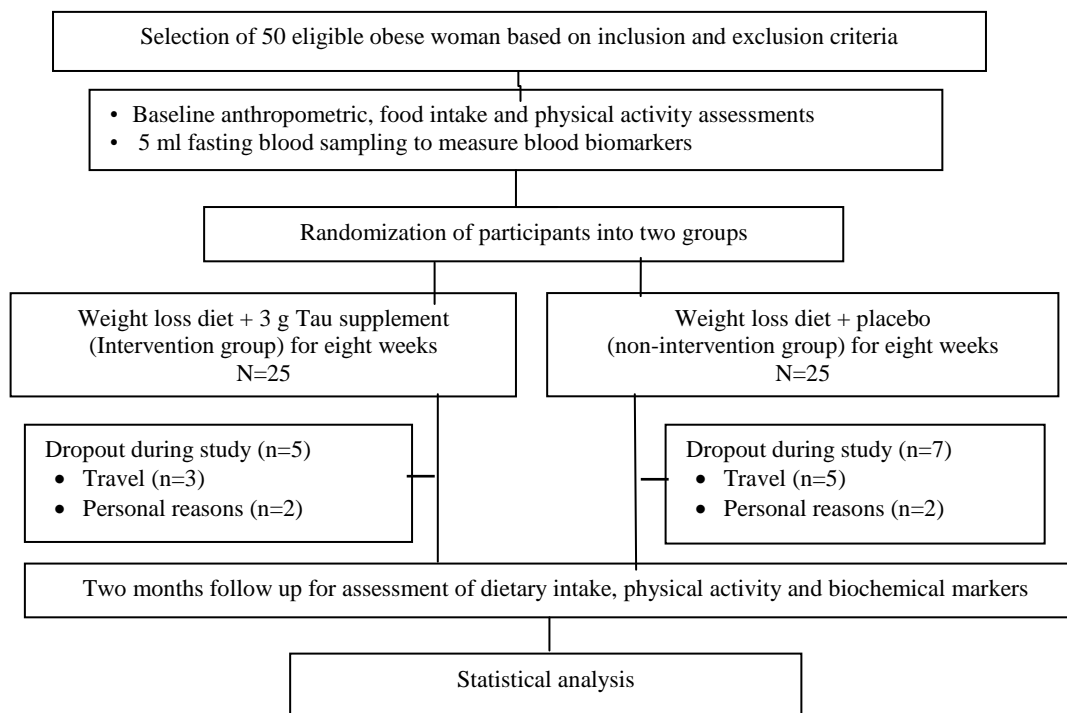 Selection of 50 eligible obese woman based on inclusion and exclusion criteria
• Baseline anthropometric, food intake and physical activity assessments
• 5 ml fasting blood sampling to measure blood biomarkers
Randomization of participants into two groups
Weight loss diet + 3 g Tau supplement
(Intervention group) for eight weeks
N=25
Weight loss diet + placebo
(non-intervention group) for eight weeks
N=25
Dropout during study (n=5)
• Travel (n=3)
• Personal reasons (n=2)
Dropout during study (n=7)
• Travel (n=5)
• Personal reasons (n=2)
Two months follow up for assessment of dietary intake, physical activity and biochemical markers
Statistical analysis